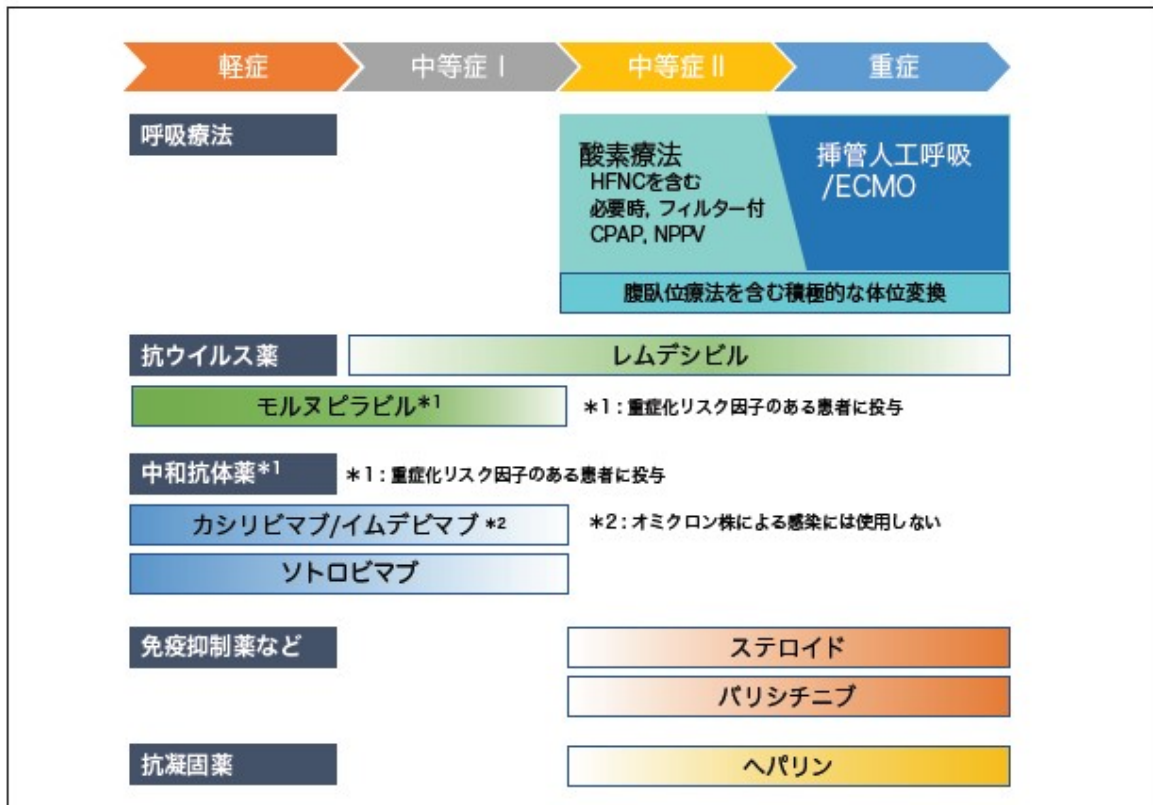 軽症
中等症Ⅰ
中等症Ⅱ
重症
呼吸療法
酸素療法
HFNCを含む
必要時, フィルター付
CPAP, NPPV
挿管人工呼吸
/ECMO
腹臥位療法を含む積極的な体位変換
抗ウイルス薬
レムデシビル
モルヌピラビル*1
*1：重症化リスク因子のある患者に投与
中和抗体薬*1
*1：重症化リスク因子のある患者に投与
カシリビマブ/イムデビマブ *2
*2：オミクロン株による感染には使用しない
ソトロビマブ
免疫抑制薬など
ステロイド
バリシチニブ
抗凝固薬
ヘパリン